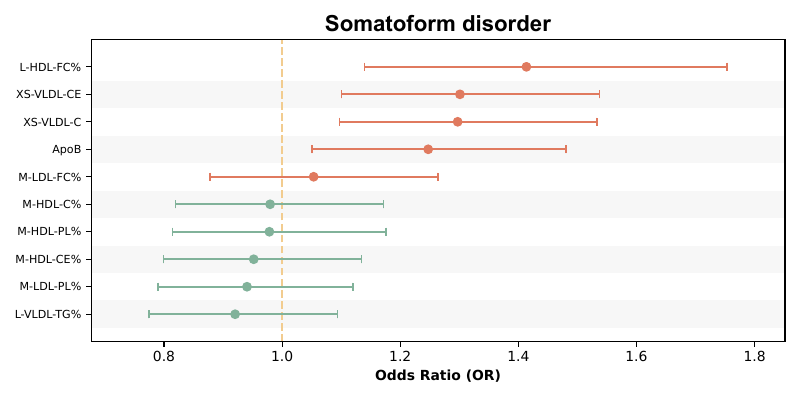 Somatoform disorder
L-HDL-FC%
XS-VLDL-CE
XS-VLDL-C
ApoB
M-LDL-FC%
M-HDL-C%
M-HDL-PL%
M-HDL-CE%
M-LDL-PL%
L-VLDL-TG%
0.8 1.0 1.2 1.4 1.6 1.8
Odds Ratio (OR)